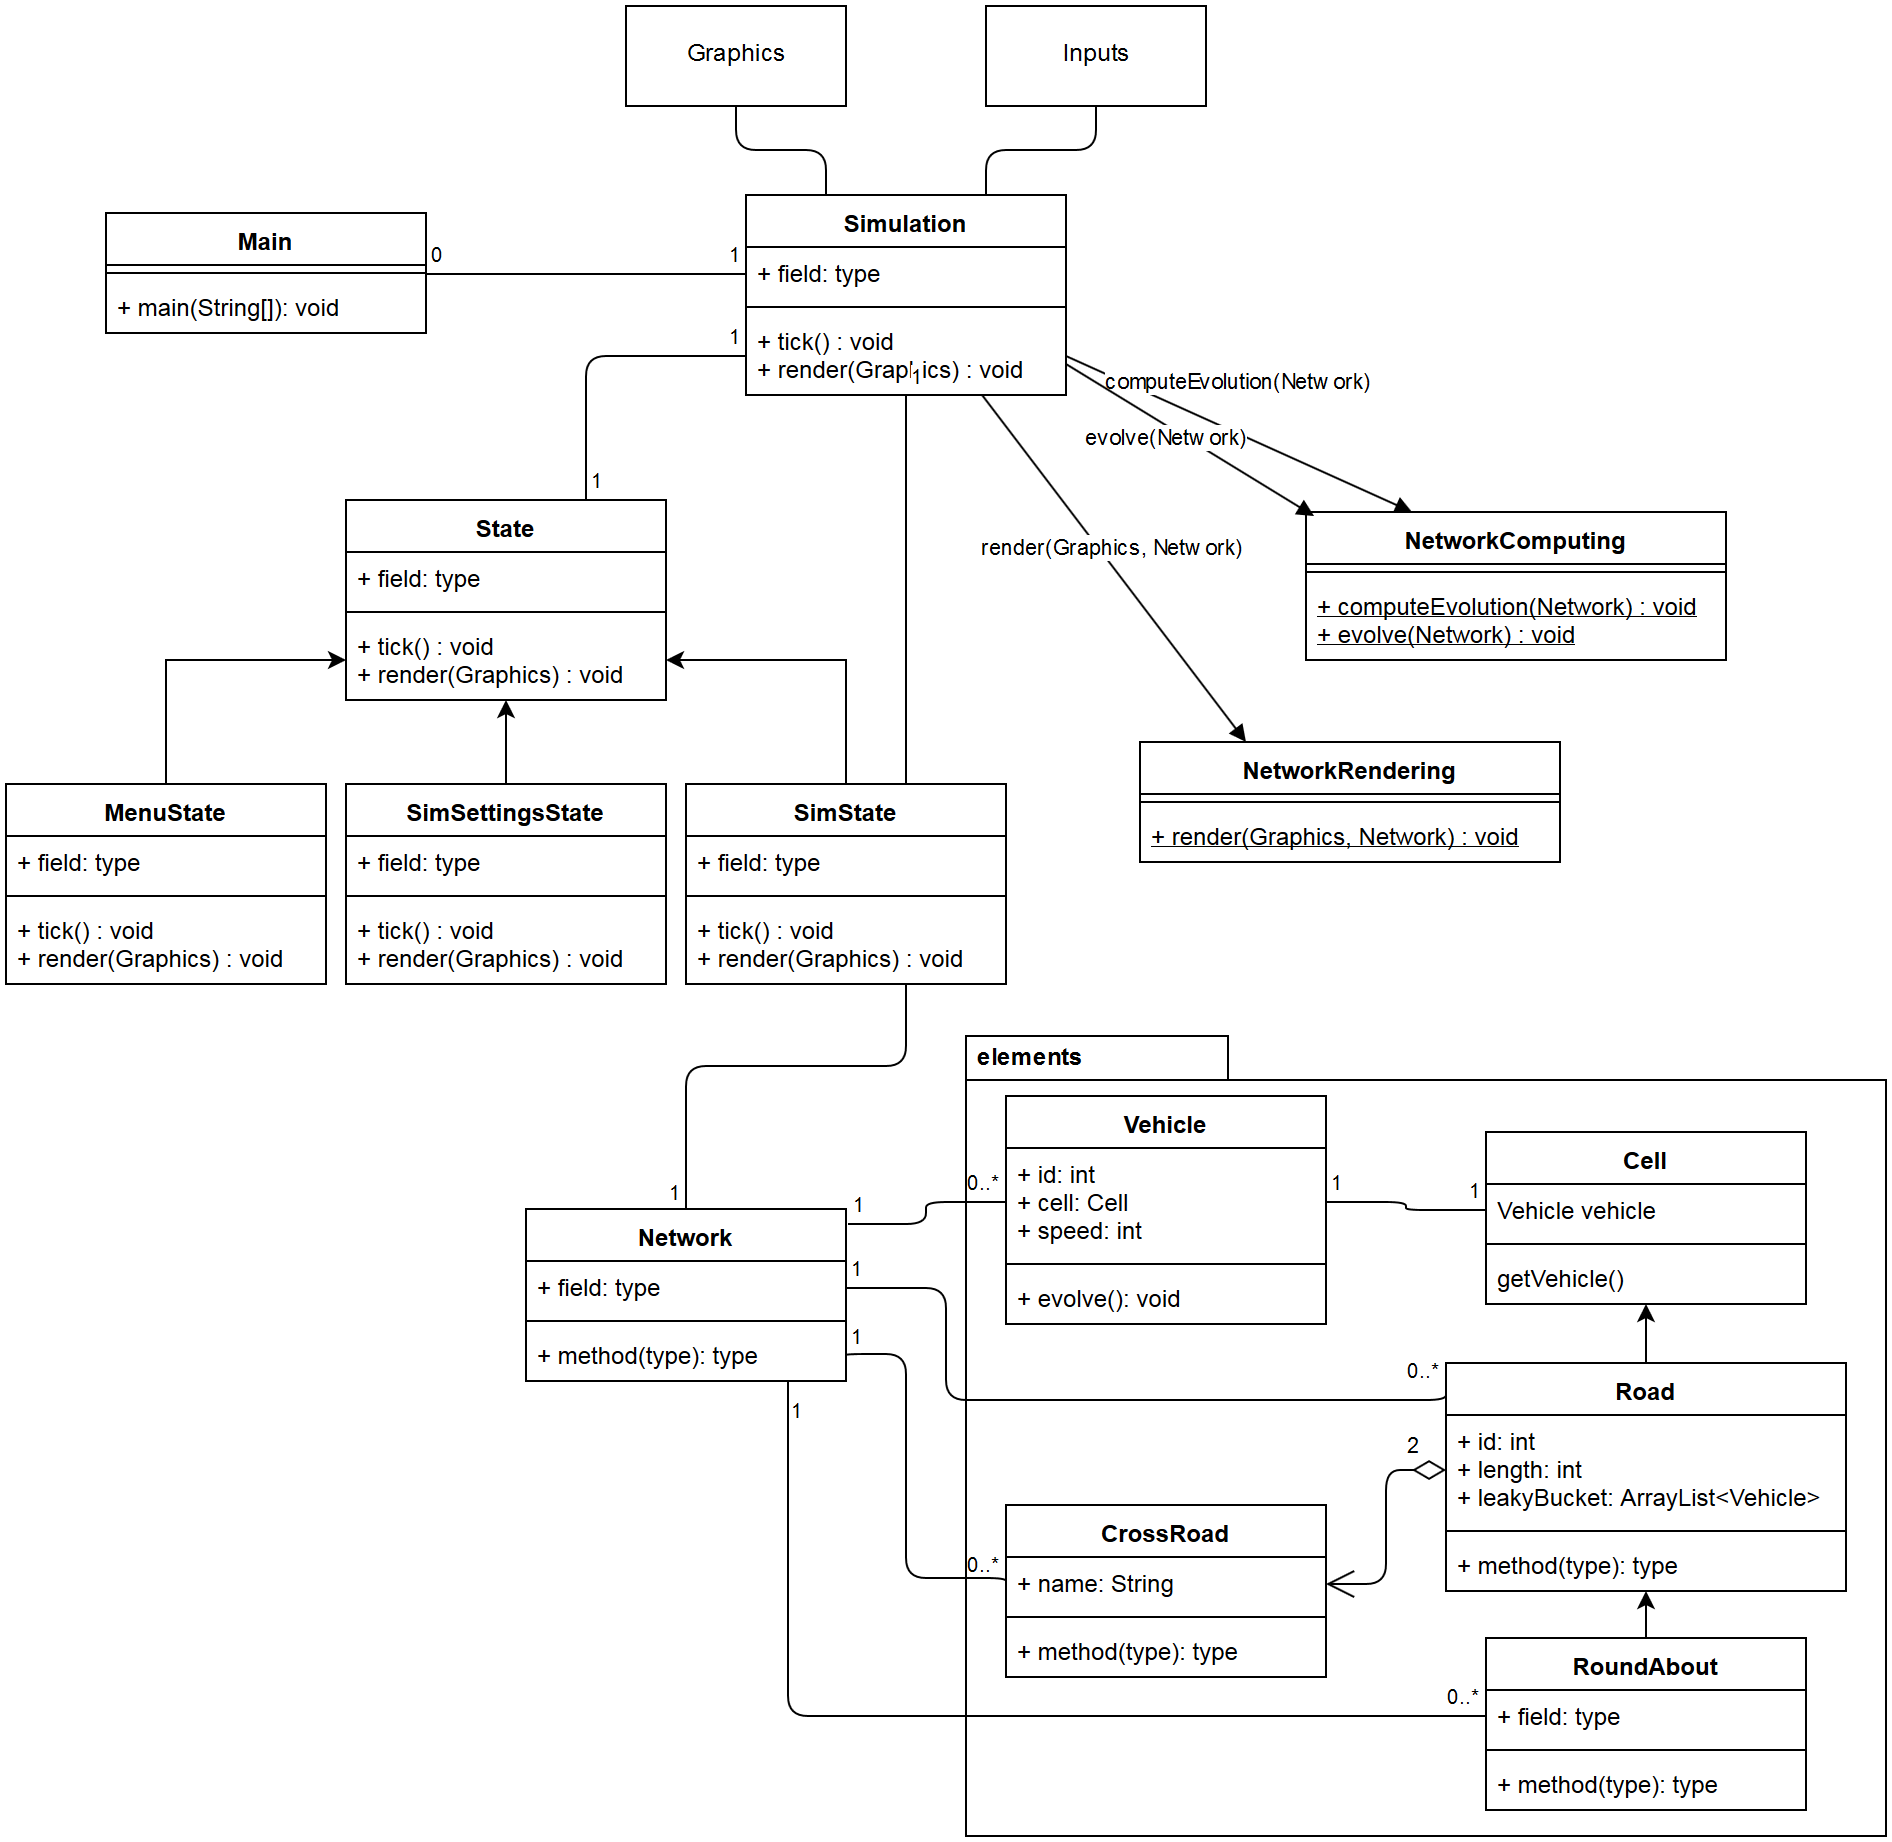 Graphics
Inputs
Main
+ main(String[]): void
0
1
Simulation
+ field: type
+ tick() : void
+ render(Graphics) : void
1
1
1
computeEvolution(Network)
evolve(Network)
render(Graphics, Network)
State
+ field: type
+ tick() : void
+ render(Graphics) : void
NetworkComputing
+ computeEvolution(Network) : void
+ evolve(Network) : void
NetworkRendering
+ render(Graphics, Network) : void
MenuState
+ field: type
+ tick() : void
+ render(Graphics) : void
SimSettingsState
+ field: type
+ tick() : void
+ render(Graphics) : void
SimState
+ field: type
+ tick() : void
+ render(Graphics) : void
elements
1
Network
+ field: type
+ method(type): type
1
0..*
1
0..*
1
0..*
1
0..*
Vehicle
+ id: int
+ cell: Cell
+ speed: int
+ evolve(): void
1
1
Cell
Vehicle vehicle
getVehicle()
Road
+ id: int
+ length: int
+ leakyBucket: ArrayList<Vehicle>
+ method(type): type
2
CrossRoad
+ name: String
+ method(type): type
RoundAbout
+ field: type
+ method(type): type